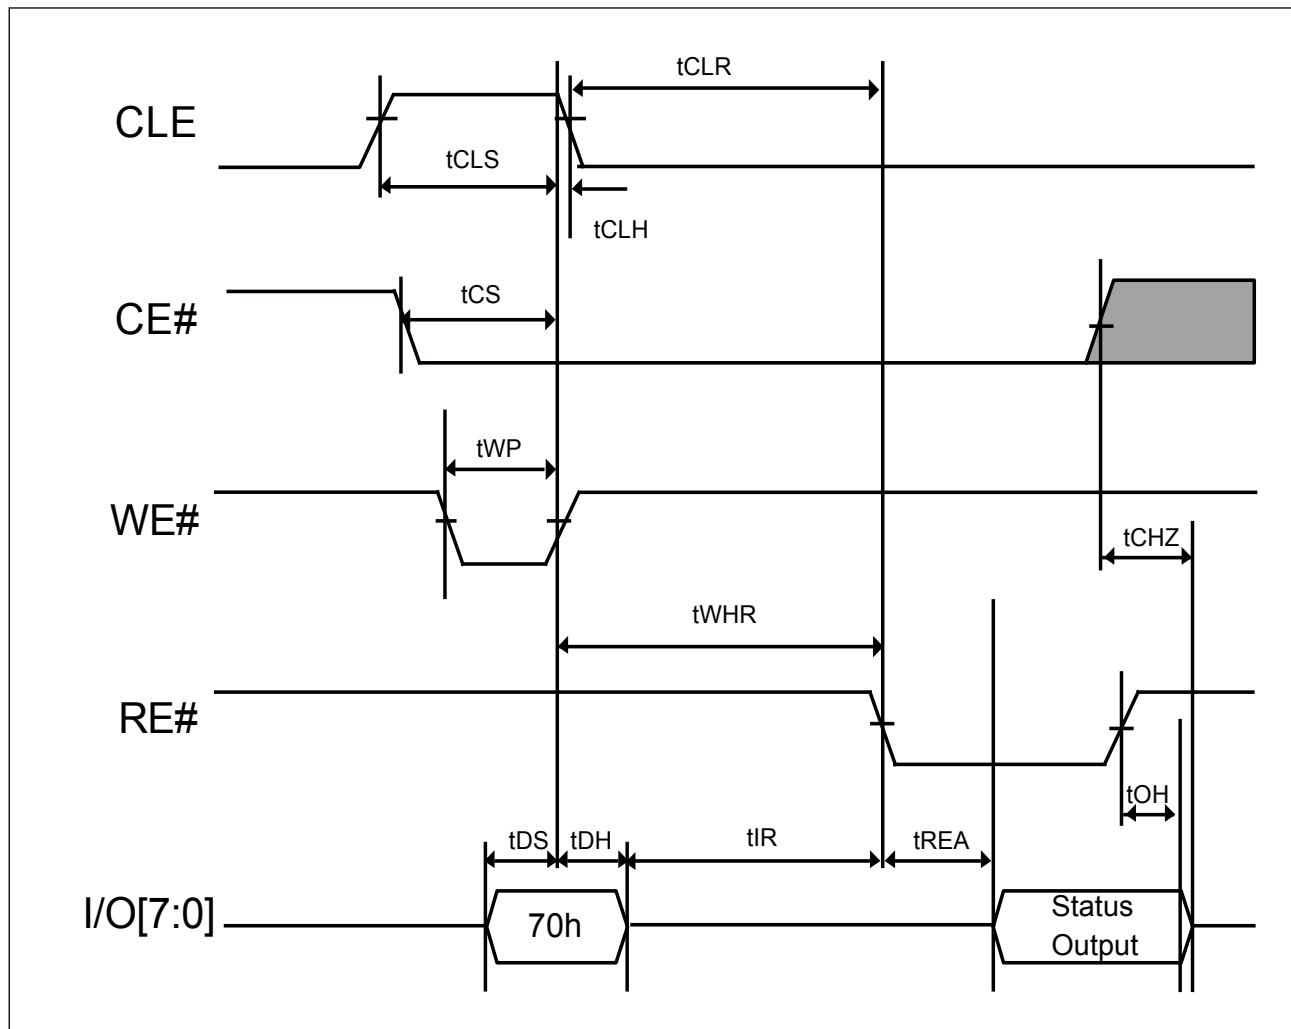 tCLR
CLE
tCLS
tCLH
tCS
CE#
tWP
WE#
tCHZ
tWHR
RE#
tOH
tDS
tDH
tIR
tREA
I/O[7:0]
70h
Status
Output